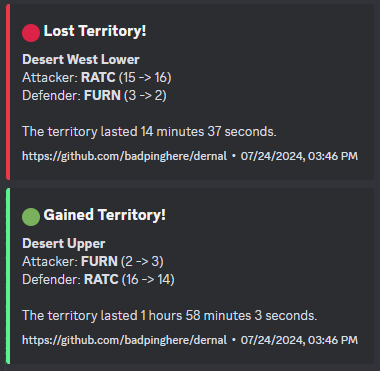 Lost Territory!
Desert West Lower
Attacker: RATC (15 -> 16)
Defender: FURN (3 -> 2)
The territory lasted 14 minutes 37 seconds.
https://github.com/badpinghere/dernal • 07/24/2024, 03:46 PM
Gained Territory!
Desert Upper
Attacker: FURN (2 -> 3)
Defender: RATC (16 -> 14)
The territory lasted 1 hours 58 minutes 3 seconds.
https://github.com/badpinghere/dernal • 07/24/2024, 03:46 PM